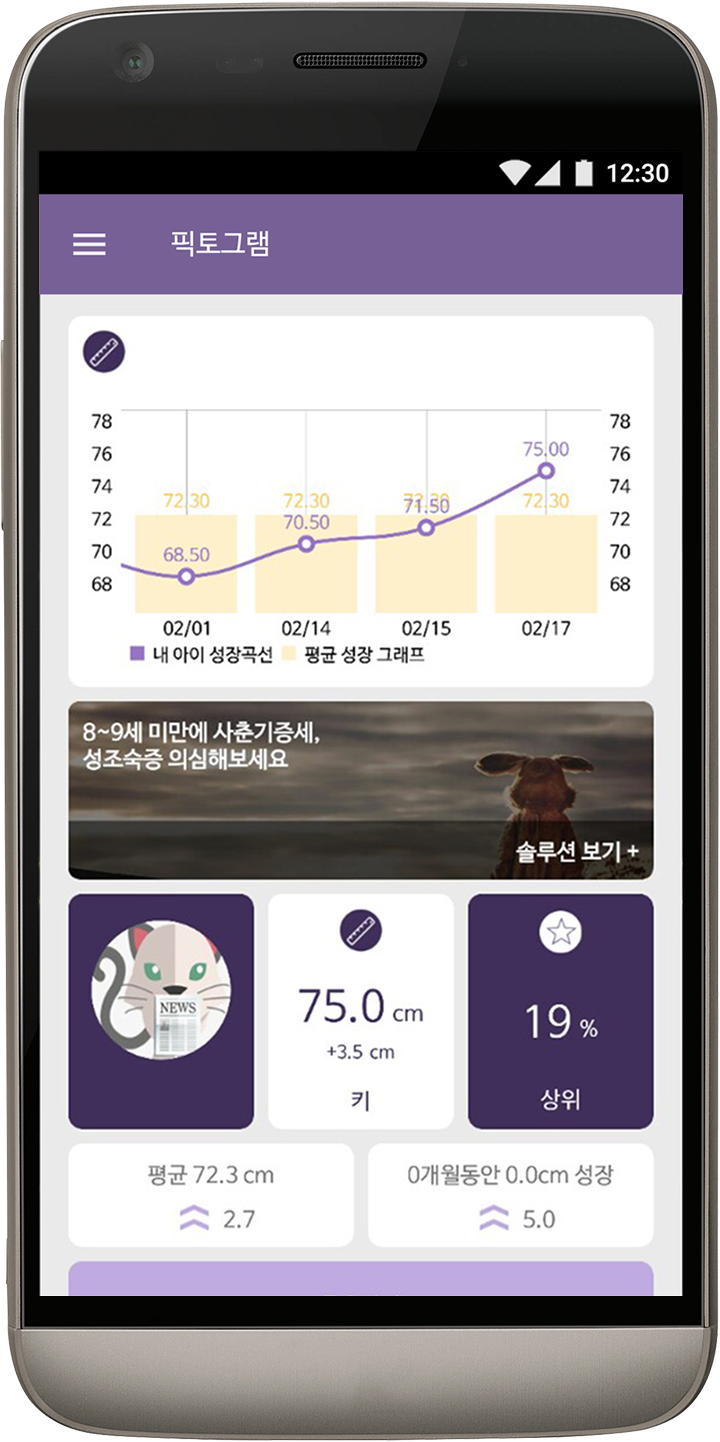 12:30
픽토그램
78
78
76
76
75.00
74
74
72.30
72.30
72.30
72.30
72
72
71.50
70.50
70
70
68.50
68
68
02/01
02/14
02/15
02/17
내 아이 성장곡선
평균 성장 그래프
8~9세 미만에 사춘기증세,
성조숙증 의심해보세요
솔루션 보기 +
NEWS
75.0 cm
+3.5 cm
키
19 %
상위
평균 72.3 cm
2.7
0개월동안 0.0cm 성장
5.0